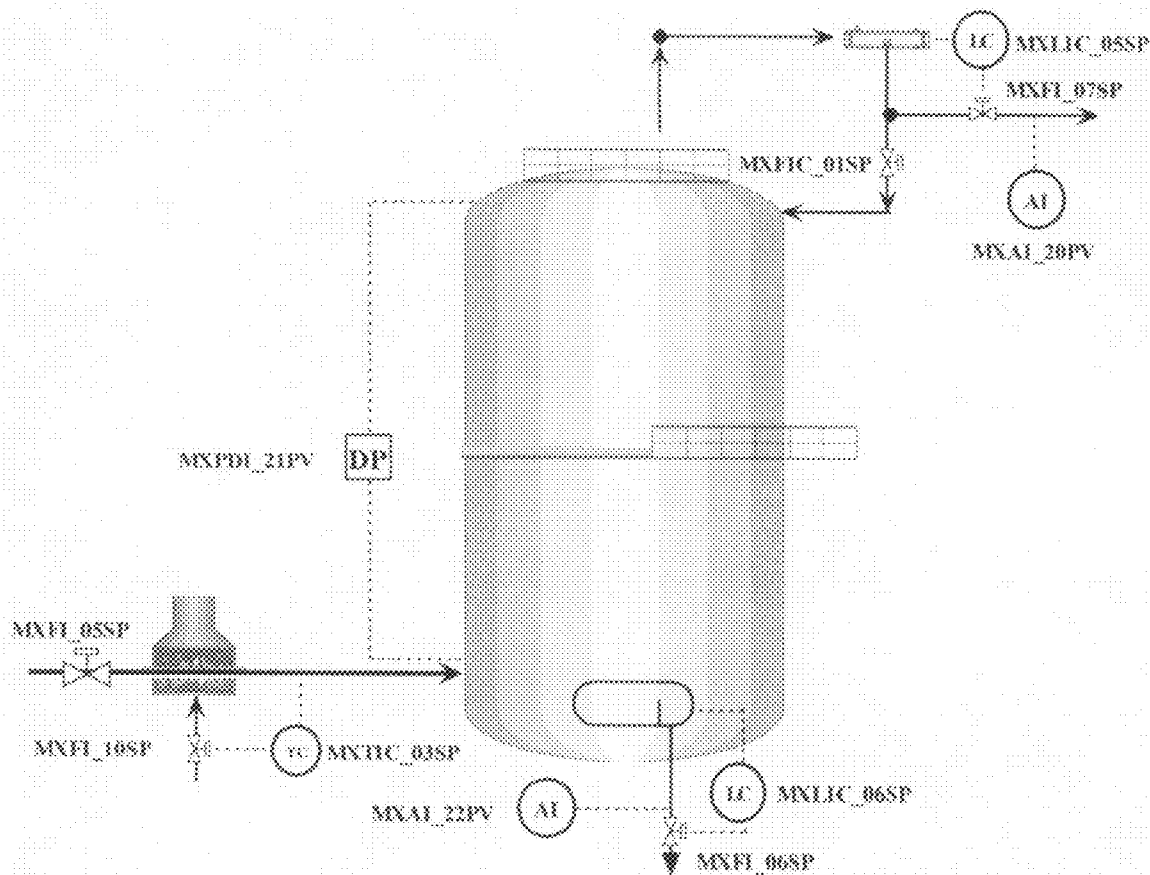 LC MXLIC_05SP
MXFI_07SP
MXFIC_01SP
AI
MXAI_20PV
MXPDI_21PV DP
MXFI_05SP
MXFI_10SP TC MXTIC_03SP
MXAI_22PV AI LC MXLIC_06SP
MXFI_06SP